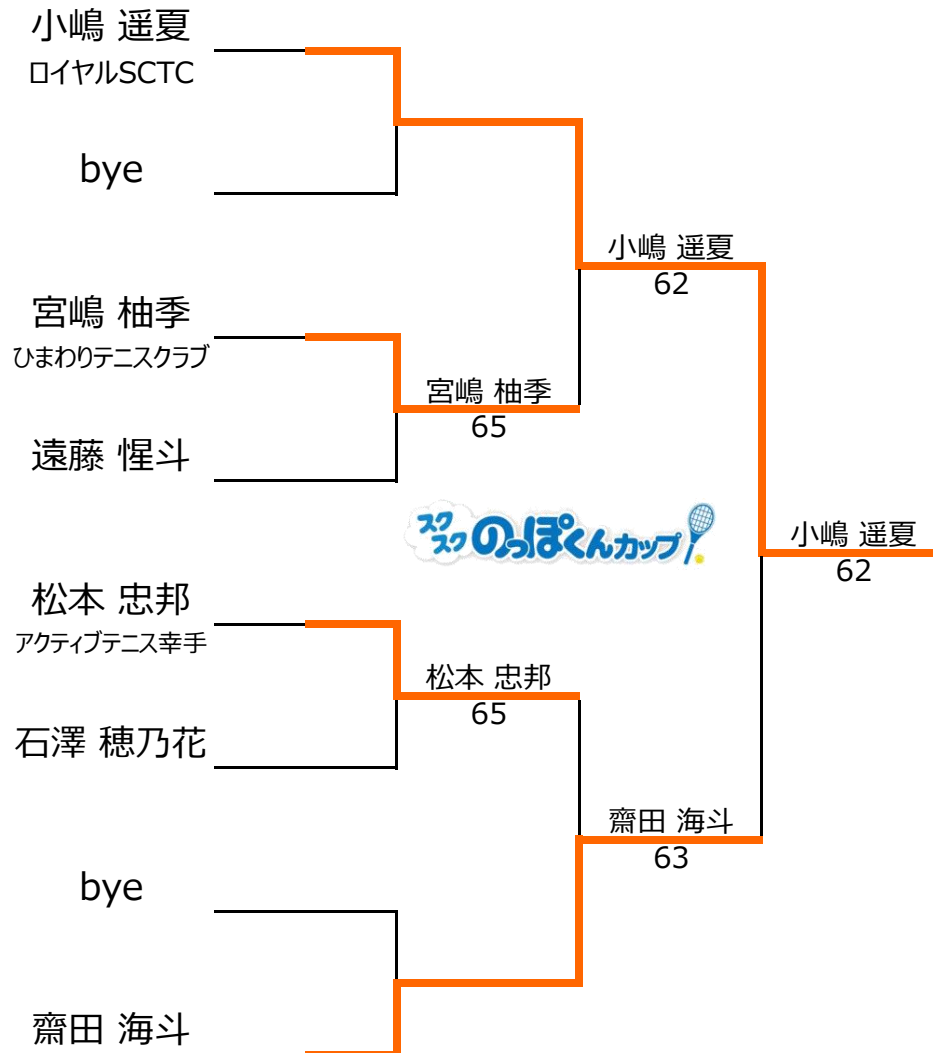 小嶋 遥夏
ロイヤルSCTC
bye
小嶋 遥夏
62
宮嶋 柚季
ひまわりテニスクラブ
宮嶋 柚季
65
遠藤 惺斗
スク
スク のっぽくんカップ
小嶋 遥夏
62
松本 忠邦
アクティブテニス幸手
松本 忠邦
65
石澤 穂乃花
齋田 海斗
63
bye
齋田 海斗